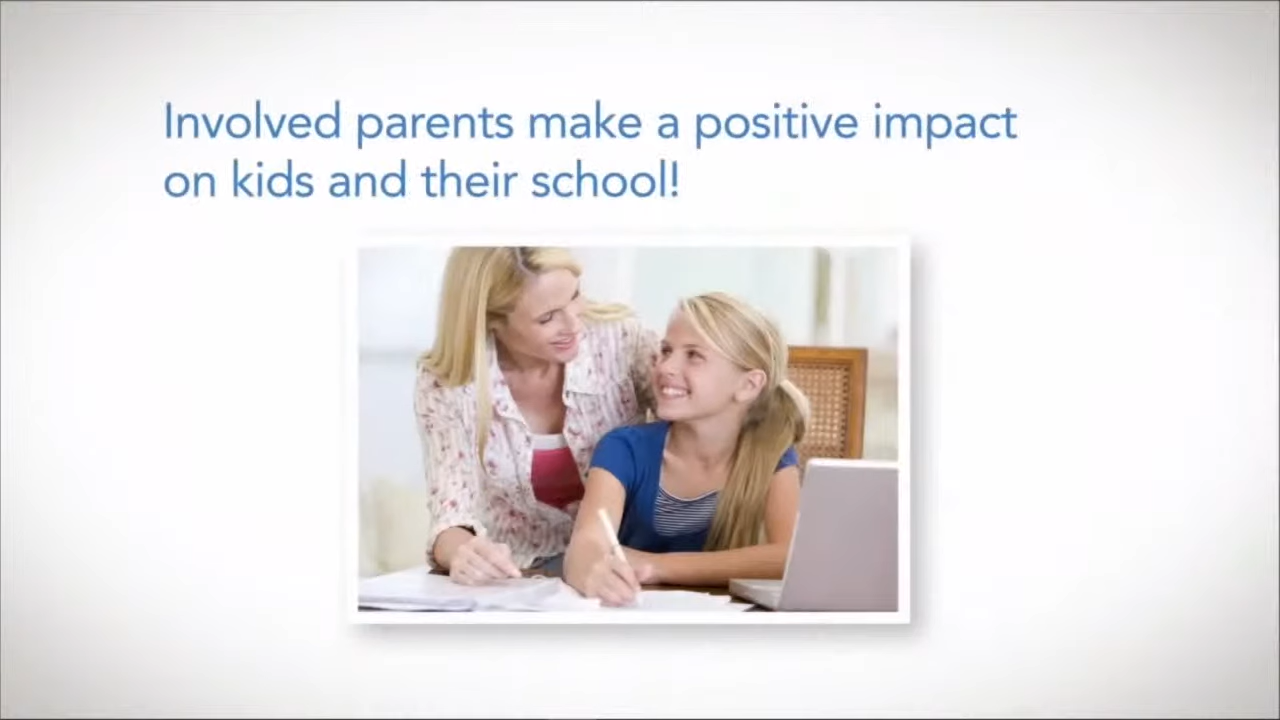 Involved parents make a positive impact
on kids and their school!